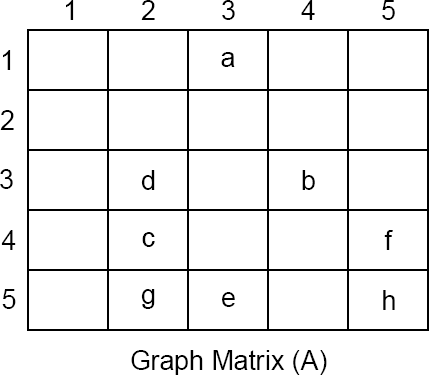 1 2 3 4 5
1 a
2
3 d b
4 c f
5 g e h
Graph Matrix (A)